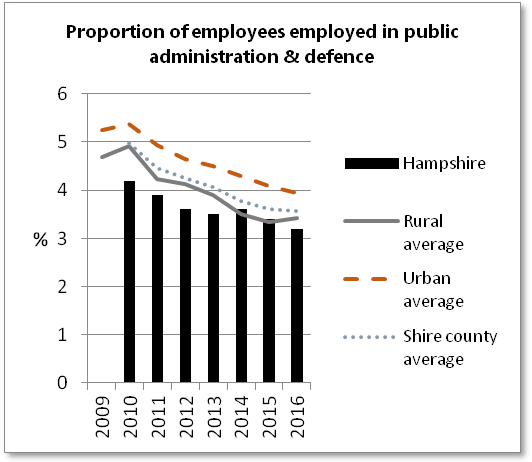 Proportion of employees employed in public
administration & defence
6
5
4
3
2
1
0
%
2009
2010
2011
2012
2013
2014
2015
2016
Hampshire
Rural
average
Urban
average
Shire county
average